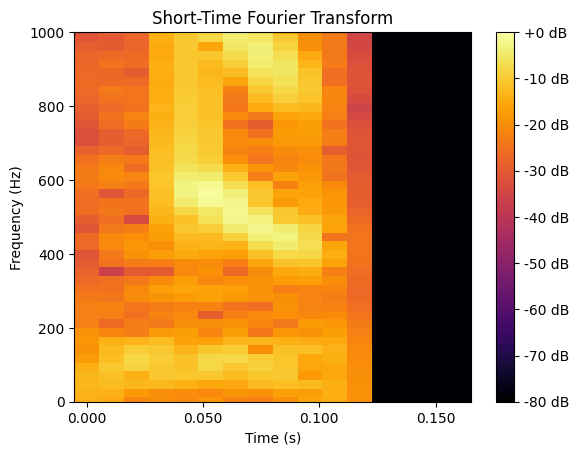 Short-Time Fourier Transform
1000
800
600
400
200
0
Frequency (Hz)
0.000
0.050
0.100
0.150
Time (s)
+0 dB
-10 dB
-20 dB
-30 dB
-40 dB
-50 dB
-60 dB
-70 dB
-80 dB